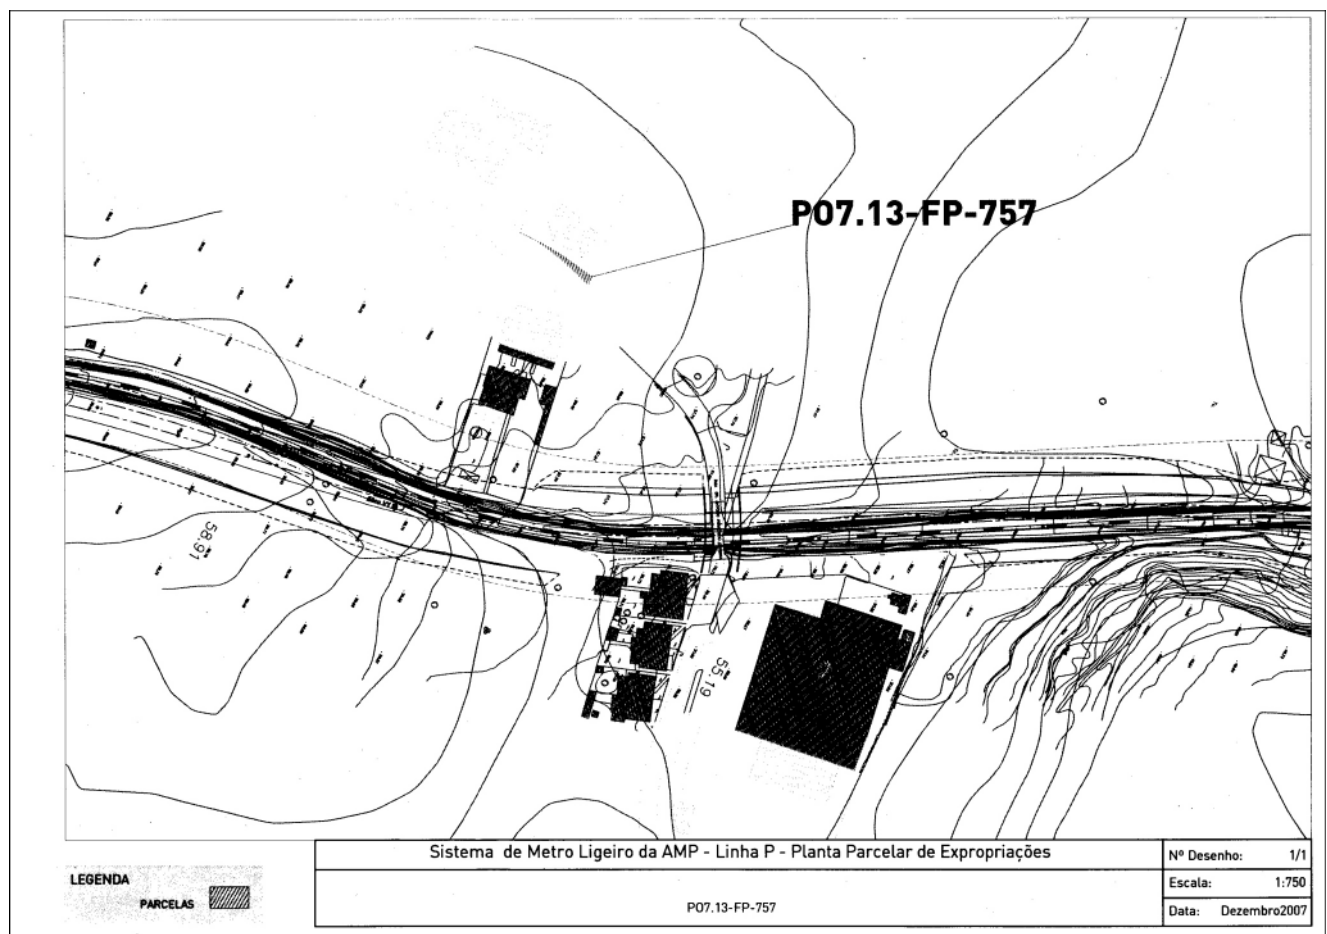 P07.13-FP-757
58.91
55.19
Sistema de Metro Ligeiro da AMP - Linha P - Planta Parcelar de Expropriações
Nº Desenho: 1/1
LEGENDA
Escala: 1:750
PARCELAS
P07.13-FP-757
Data: Dezembro2007